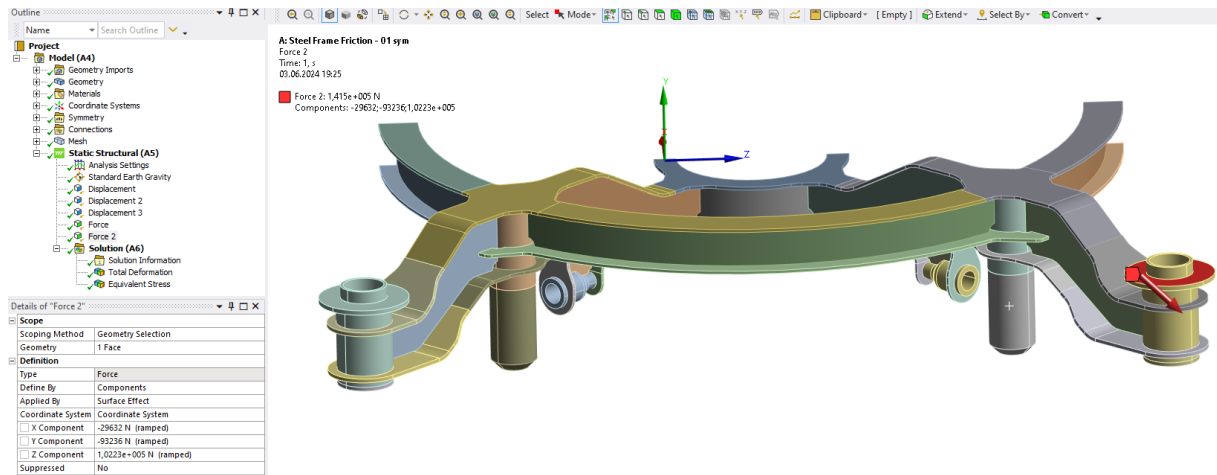 Outline
Name
Search Outline
Project
Model (A4)
Geometry Imports
Geometry
Materials
Coordinate Systems
Symmetry
Connections
Mesh
Static Structural (A5)
Analysis Settings
Standard Earth Gravity
Displacement
Displacement 2
Displacement 3
Force
Force 2
Solution (A6)
Solution Information
Total Deformation
Equivalent Stress
Details of "Force 2"
Scope
Scoping Method Geometry Selection
Geometry 1 Face
Definition
Type Force
Define By Components
Applied By Surface Effect
Coordinate System Coordinate System
X Component -29632 N (ramped)
Y Component -93236 N (ramped)
Z Component 1,0223e+005 N (ramped)
Suppressed No
Select Mode Clipboard [ Empty ] Extend Select By Convert
A: Steel Frame Friction - 01 sym
Force 2
Time: 1, s
03.06.2024 19:25
Force 2: 1,415e+005 N
Components: -29632;-93236;1,0223e+005
Y
Z